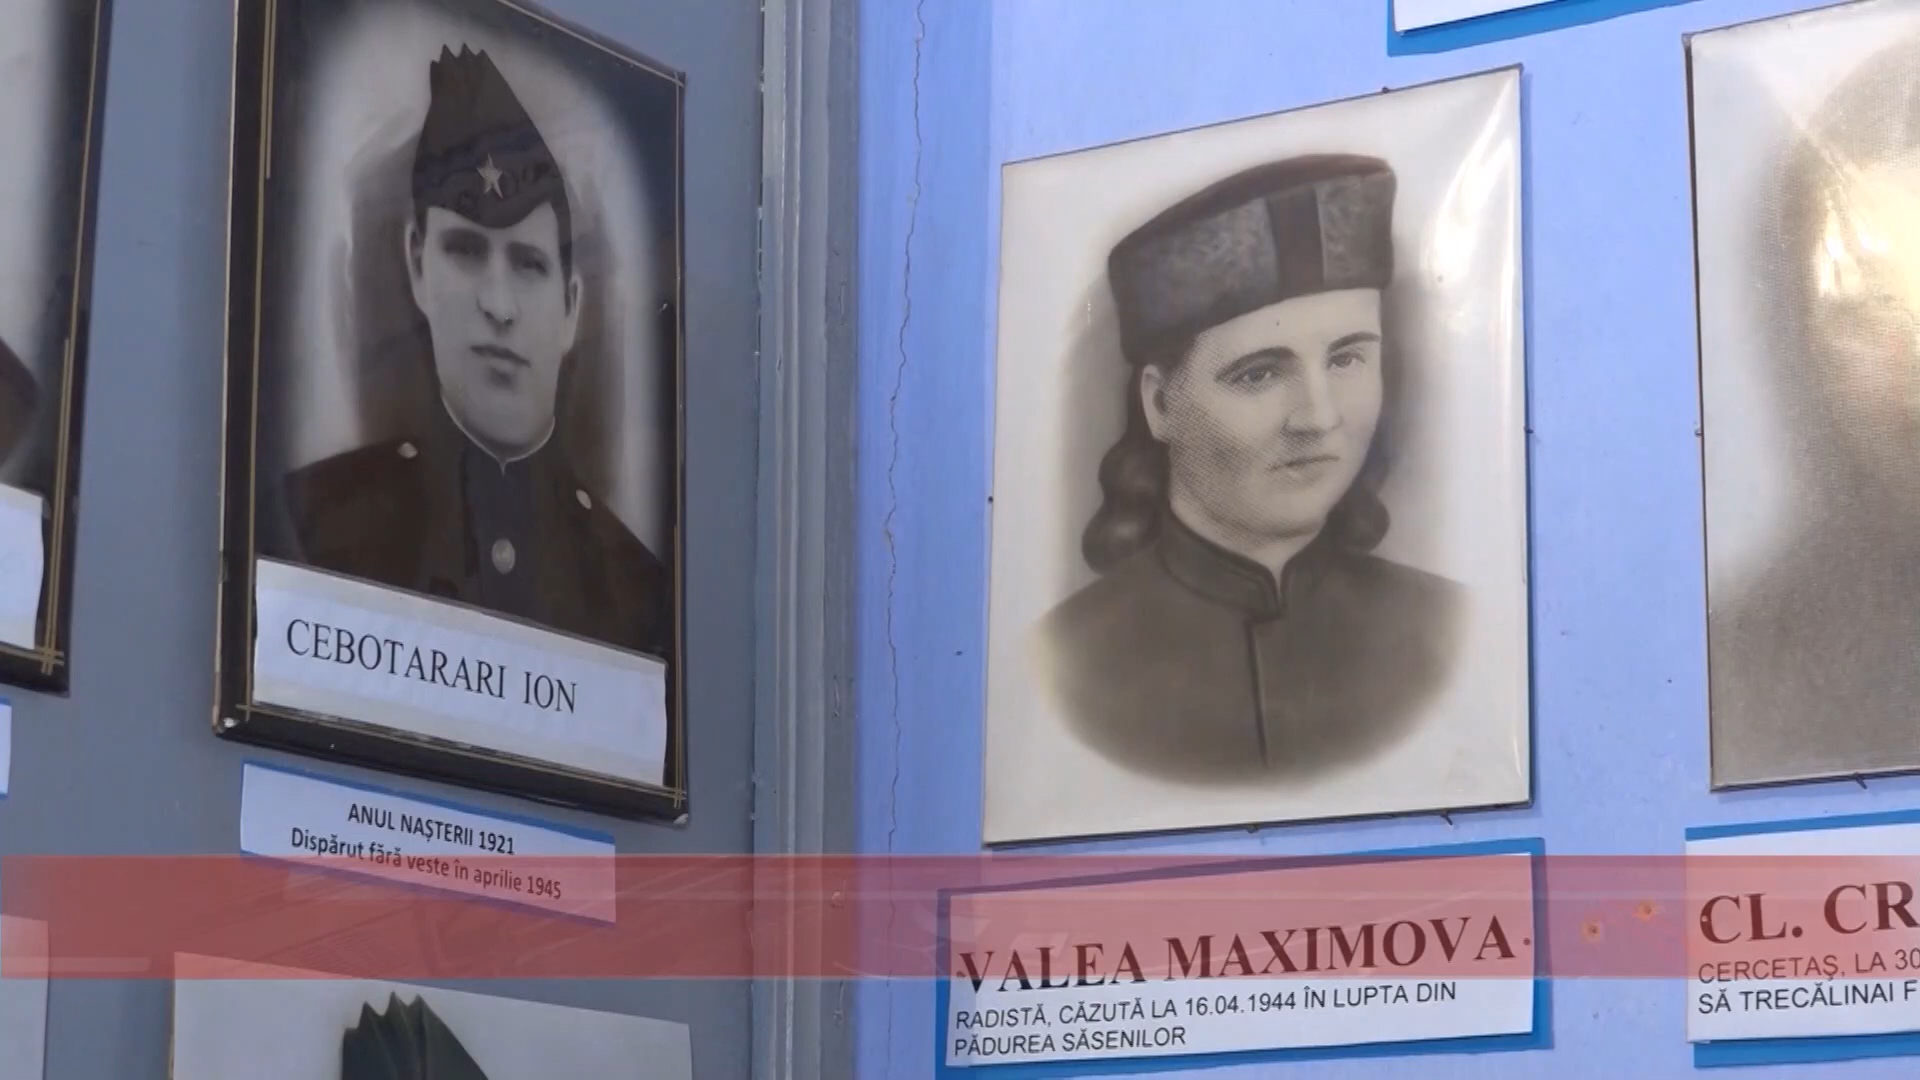 CEBOTARARI ION
ANUL NAȘTERII 1921
Dispărut fără veste în aprilie 1945
VALEA MAXIMOVA
RADISTĂ, CĂZUTĂ LA 16.04.1944 ÎN LUPTA DIN
PĂDUREA SĂSENILOR
CL. CR
CERCETAŞ, LA 30
SĂ TRECĂLINAI F